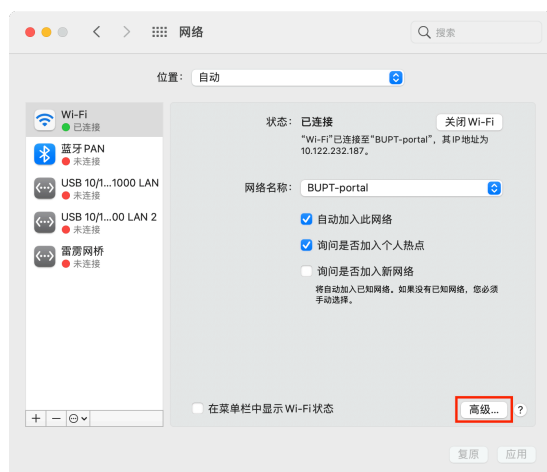 网络
搜索
位置： 自动
Wi-Fi
已连接
蓝牙 PAN
未连接
USB 10/1...1000 LAN
未连接
USB 10/1...00 LAN 2
未连接
雷雳网桥
未连接
状态： 已连接
关闭 Wi-Fi
“Wi-Fi”已连接至“BUPT-portal”，其 IP 地址为
10.122.232.187。
网络名称： BUPT-portal
自动加入此网络
询问是否加入个人热点
询问是否加入新网络
将自动加入已知网络。如果没有已知网络，您必须
手动选择。
在菜单栏中显示 Wi-Fi 状态
高级...
?
复原
应用